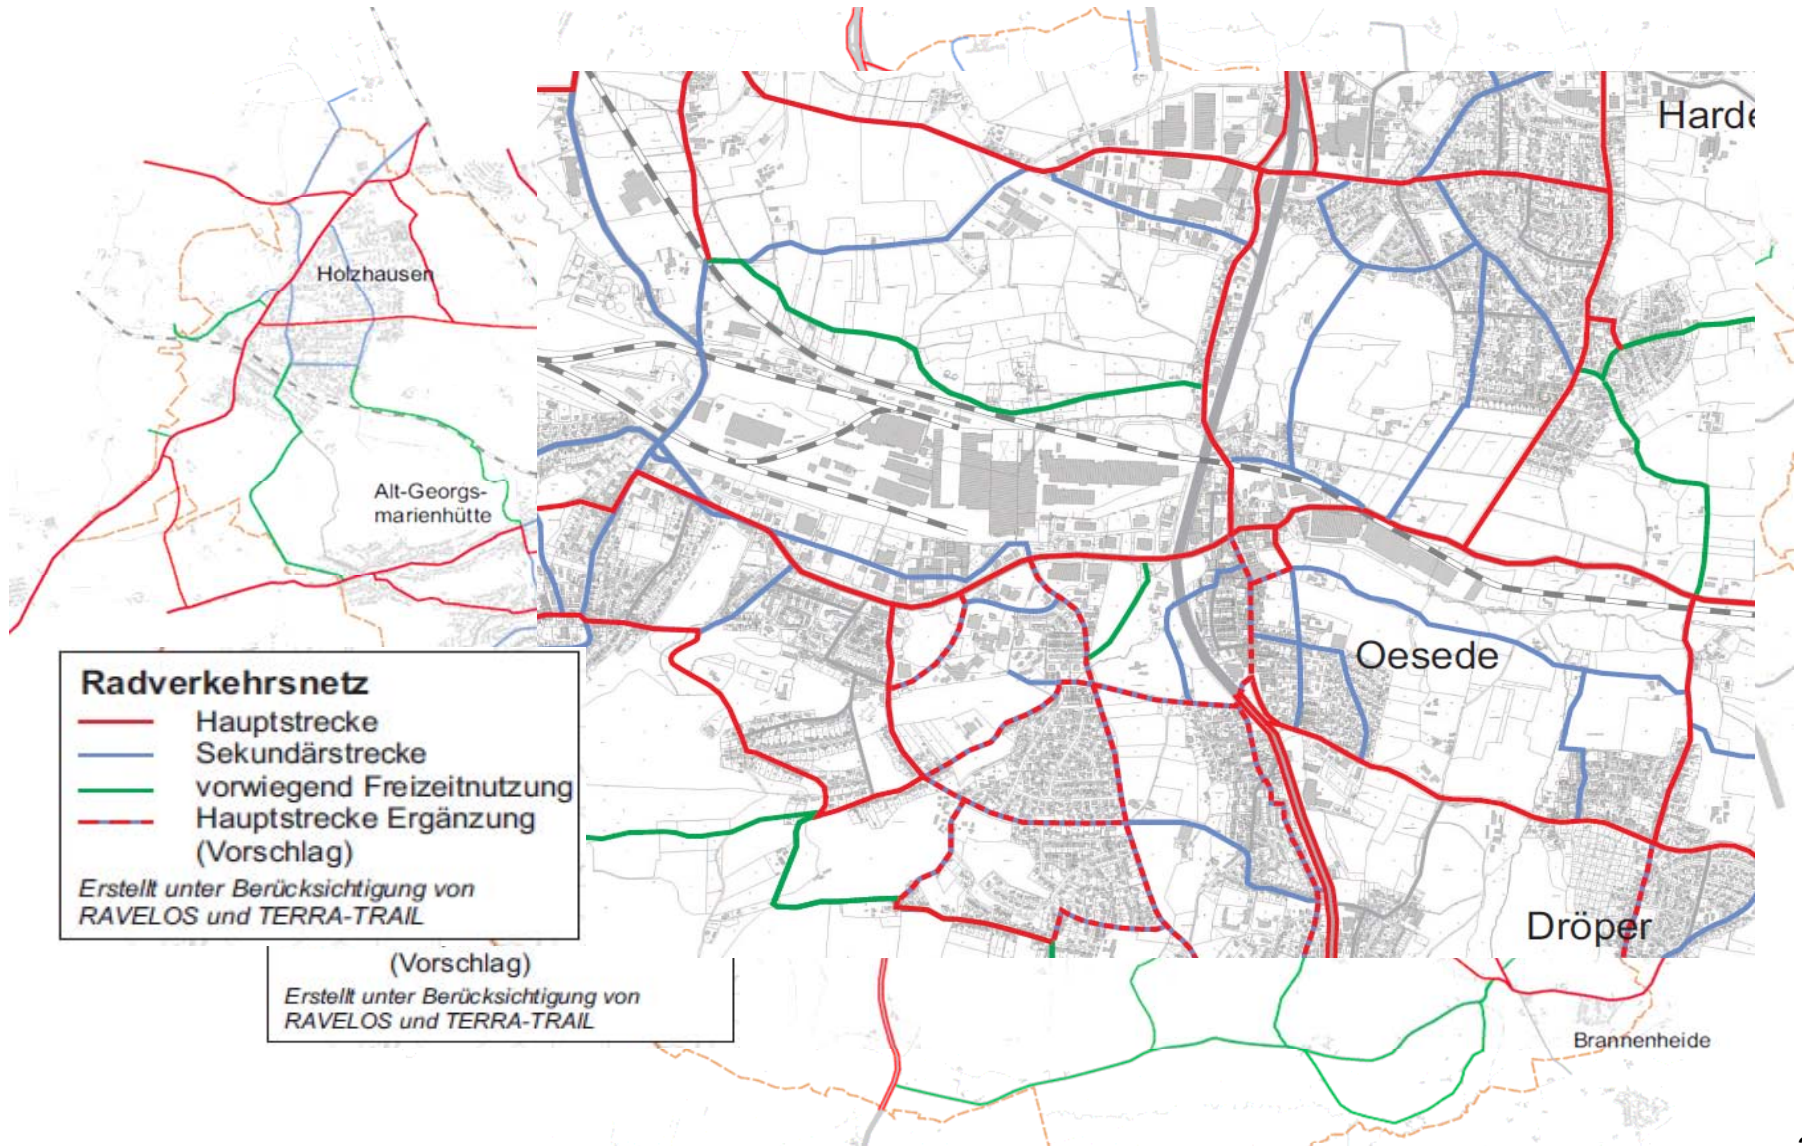 Harde
Holzhausen
Alt-Georgs-
marienhütte
Oesede
Dröper
Radverkehrsnetz
Hauptstrecke
Sekundärstrecke
vorwiegend Freizeitnutzung
Hauptstrecke Ergänzung
(Vorschlag)
Erstellt unter Berücksichtigung von
RAVELOS und TERRA-TRAIL
(Vorschlag)
Erstellt unter Berücksichtigung von
RAVELOS und TERRA-TRAIL
Brannenheide